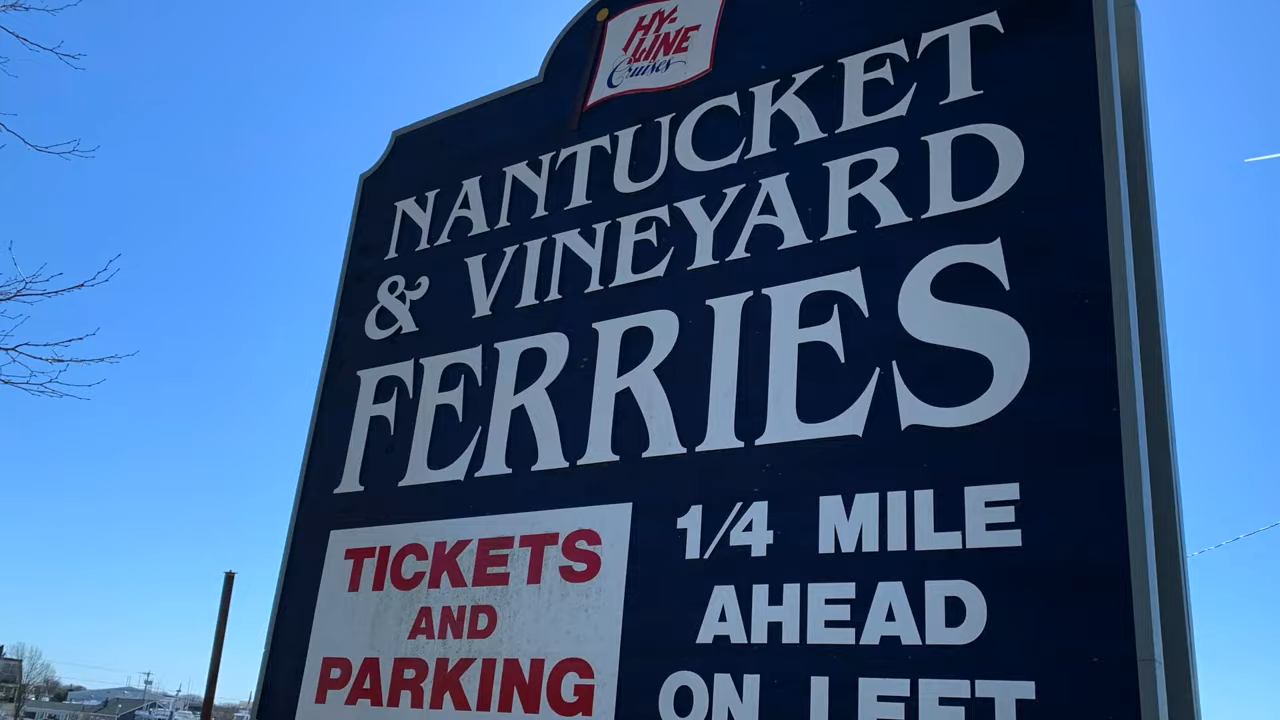 HY-LINE
Cruises
NANTUCKET
& VINEYARD
FERRIES
TICKETS
AND
PARKING
1/4 MILE
AHEAD
ON LEFT